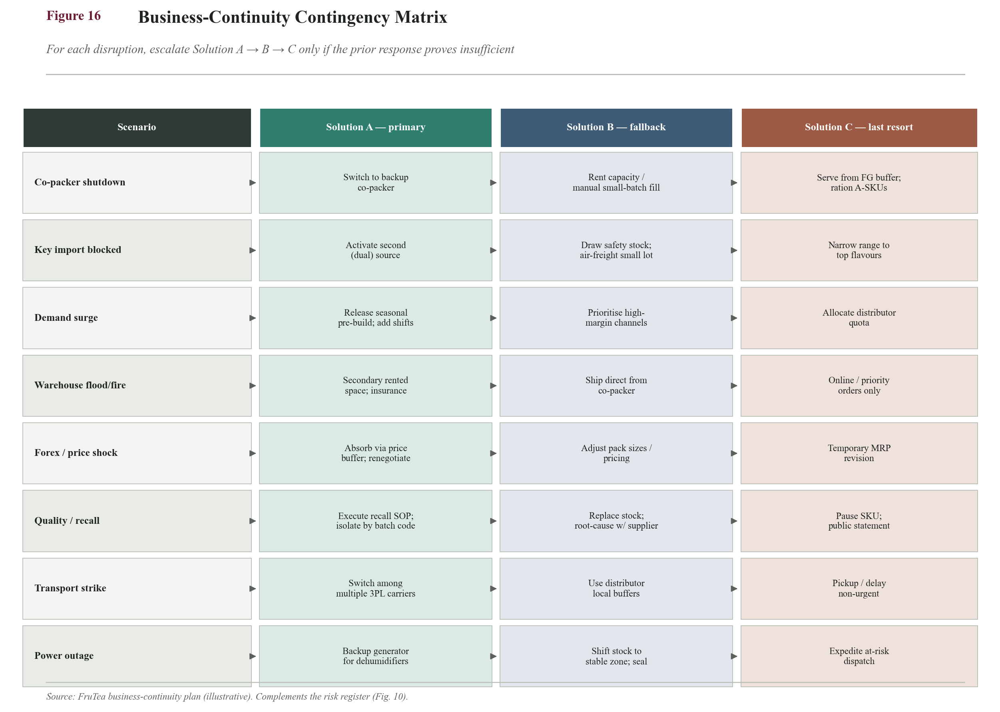 Figure 16
Business-Continuity Contingency Matrix
For each disruption, escalate Solution A → B → C only if the prior response proves insufficient
Scenario
Solution A — primary
Solution B — fallback
Solution C — last resort
Co-packer shutdown
Switch to backup
co-packer
Rent capacity /
manual small-batch fill
Serve from FG buffer;
ration A-SKUs
Key import blocked
Activate second
(dual) source
Draw safety stock;
air-freight small lot
Narrow range to
top flavours
Demand surge
Release seasonal
pre-build; add shifts
Prioritise high-
margin channels
Allocate distributor
quota
Warehouse flood/fire
Secondary rented
space; insurance
Ship direct from
co-packer
Online / priority
orders only
Forex / price shock
Absorb via price
buffer; renegotiate
Adjust pack sizes /
pricing
Temporary MRP
revision
Quality / recall
Execute recall SOP;
isolate by batch code
Replace stock;
root-cause w/ supplier
Pause SKU;
public statement
Transport strike
Switch among
multiple 3PL carriers
Use distributor
local buffers
Pickup / delay
non-urgent
Power outage
Backup generator
for dehumidifiers
Shift stock to
stable zone; seal
Expedite at-risk
dispatch
Source: FruTea business-continuity plan (illustrative). Complements the risk register (Fig. 10).